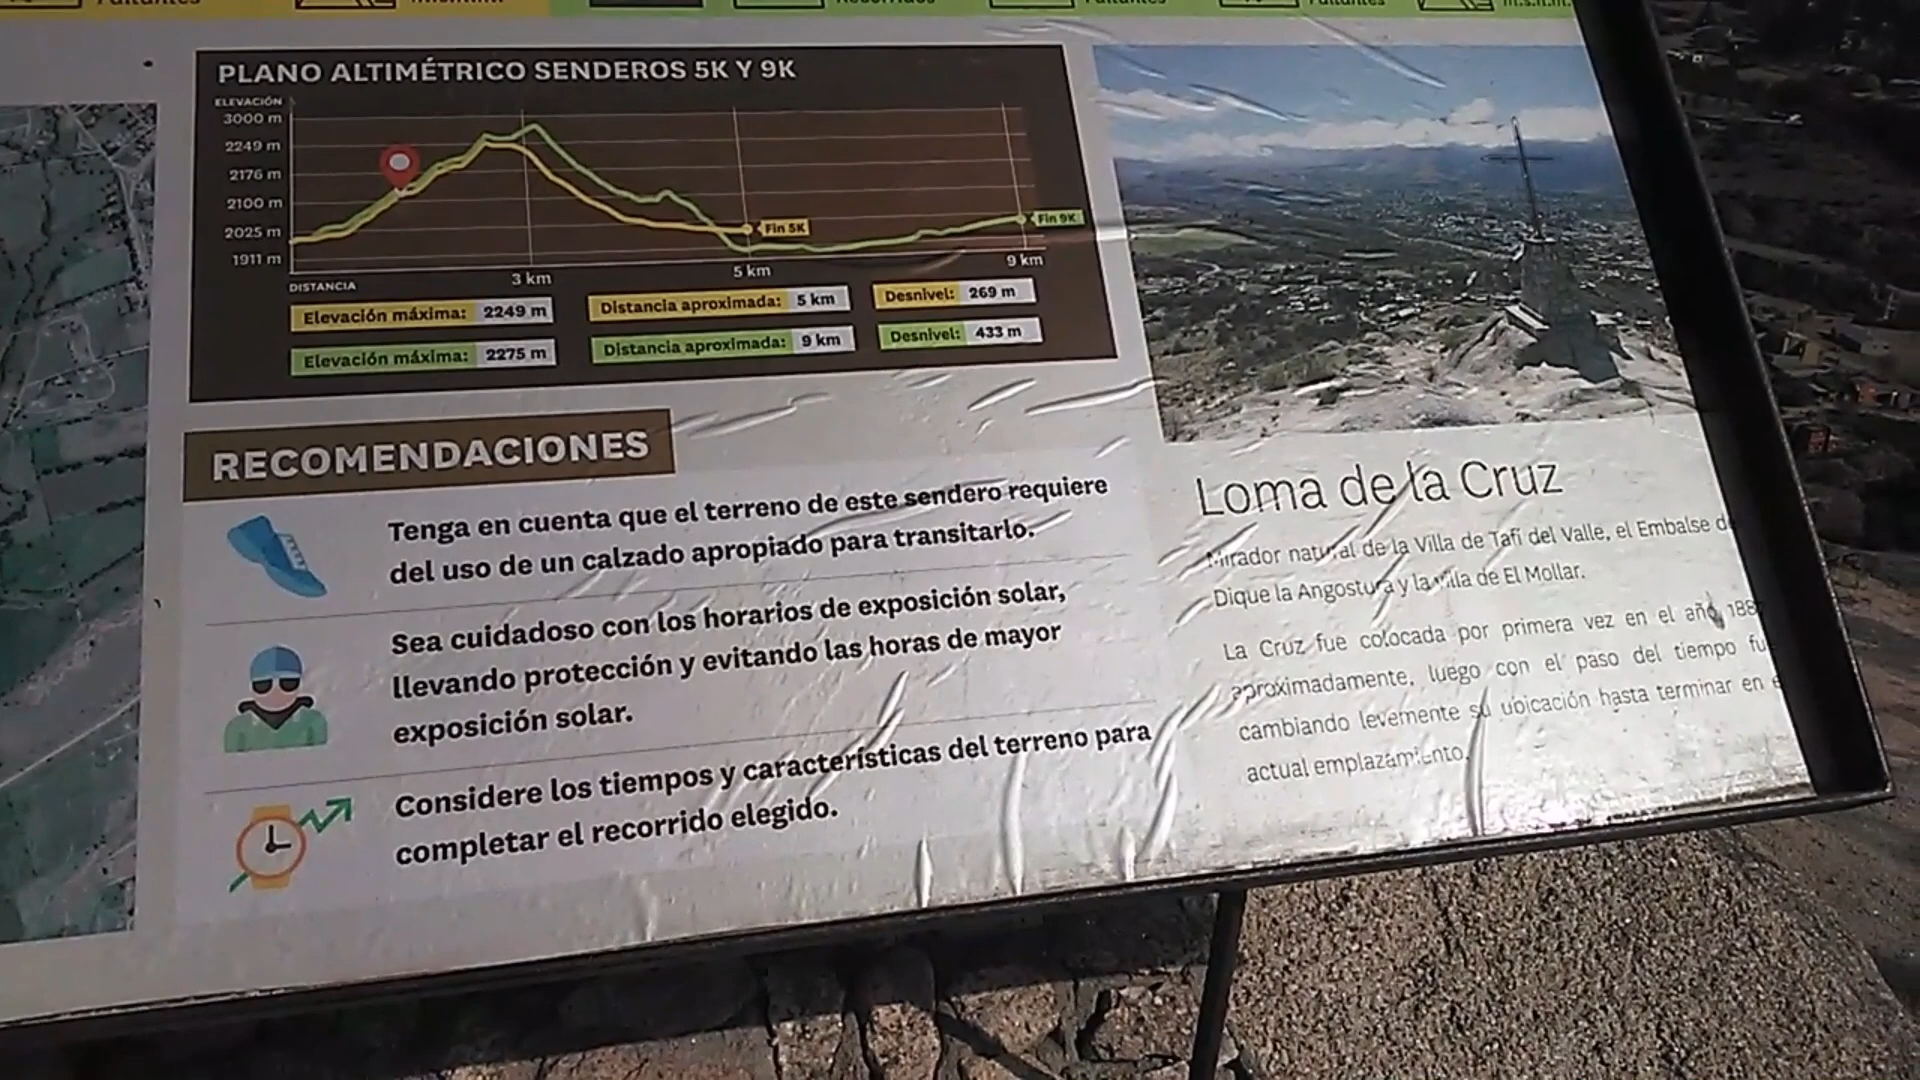 PLANO ALTIMÉTRICO SENDEROS 5K Y 9K
ELEVACIÓN
3000 m
2249 m
2176 m
2100 m
2025 m
1911 m
Fin 5K
Fin 9K
DISTANCIA
3 km
5 km
9 km
Elevación máxima: 2249 m
Distancia aproximada: 5 km
Desnivel: 269 m
Elevación máxima: 2275 m
Distancia aproximada: 9 km
Desnivel: 433 m
RECOMENDACIONES
Tenga en cuenta que el terreno de este sendero requiere
del uso de un calzado apropiado para transitarlo.
Sea cuidadoso con los horarios de exposición solar,
llevando protección y evitando las horas de mayor
exposición solar.
Considere los tiempos y características del terreno para
completar el recorrido elegido.
Loma de la Cruz
Mirador natural de la Villa de Tafí del Valle, el Embalse
Dique la Angostura y la villa de El Mollar.
La Cruz fue colocada por primera vez en el año
aproximadamente, luego con el paso del tiempo
cambiando levemente su ubicación hasta terminar en
actual emplazamiento.